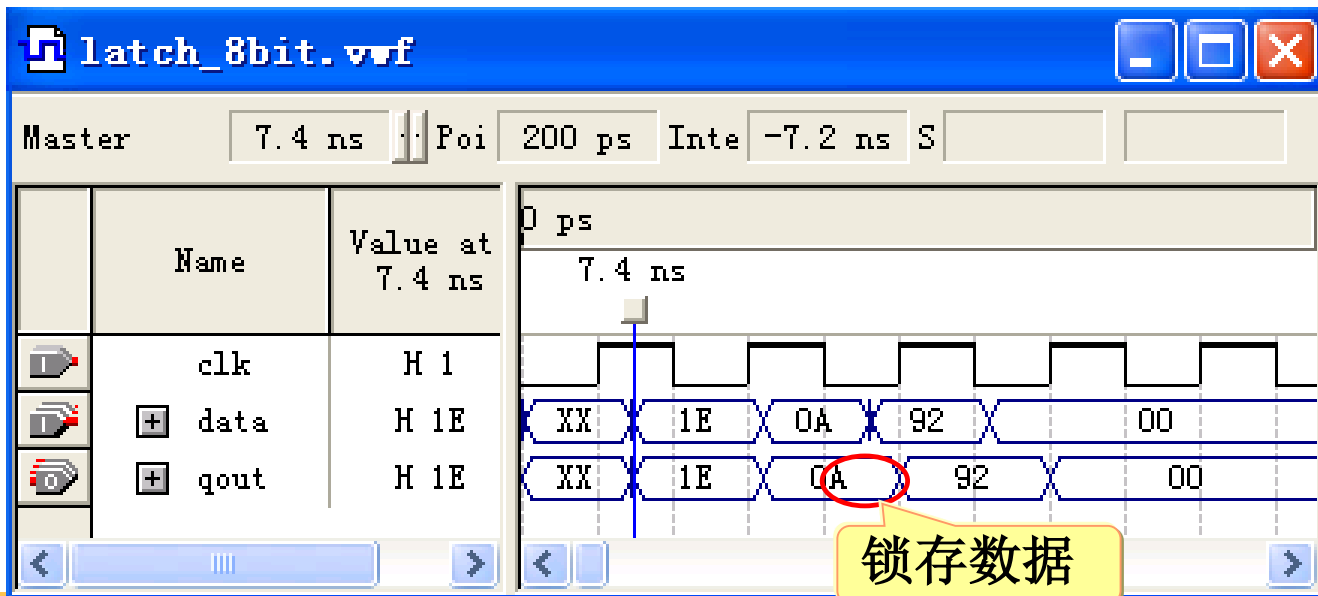 latch_8bit.vwf
Master 7.4 ns Poi 200 ps Inte -7.2 ns S
Name Value at 7.4 ns 0 ps
7.4 ns
clk H 1
data H 1E XX 1E 0A 92 00
qout H 1E XX 1E 0A 92 00
锁存数据